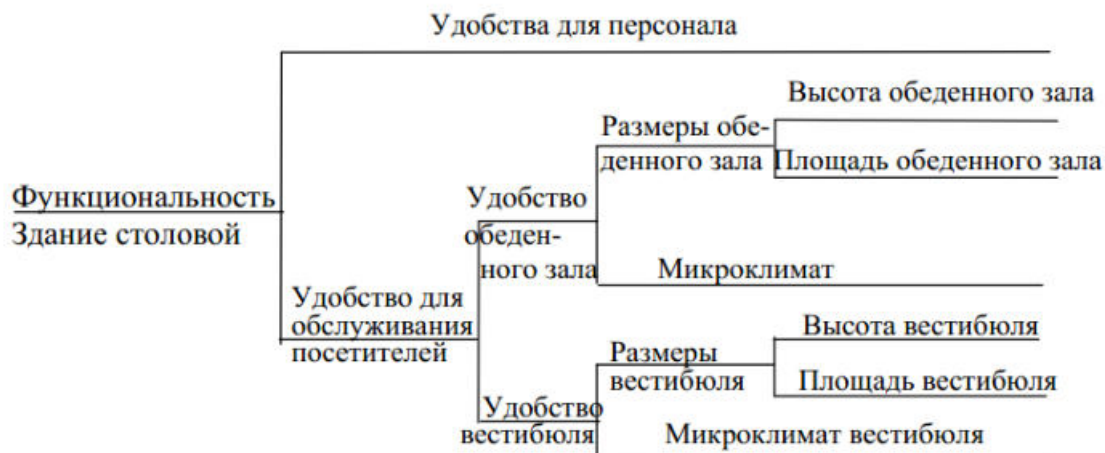 Удобства для персонала
Высота обеденного зала
Размеры обе-
денного зала
Площадь обеденного зала
Функциональность
Здание столовой
Удобство
обеден-
ного зала
Микроклимат
Удобство для
обслуживания
посетителей
Высота вестибюля
Размеры
вестибюля
Площадь вестибюля
Удобство
вестибюля
Микроклимат вестибюля